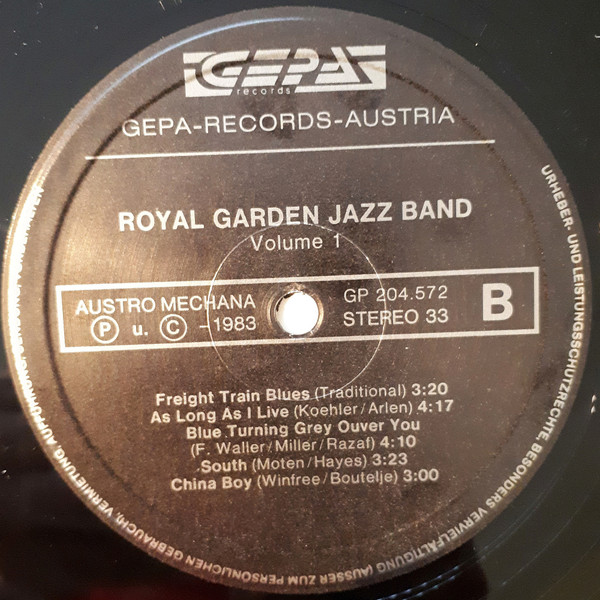 GEPA
records
GEPA-RECORDS-AUSTRIA
ROYAL GARDEN JAZZ BAND
Volume 1
AUSTRO MECHANA
Ⓟ u. Ⓒ -1983
GP 204.572
STEREO 33
B
Freight Train Blues (Traditional) 3:20
As Long As I Live (Koehler/Arlen) 4:17
Blue Turning Grey Ouver You
(F. Waller/Miller/Razaf) 4:10
South (Moten/Hayes) 3:23
China Boy (Winfree/Boutelje) 3:00
URHEBER- UND LEISTUNGSSCHUTZRECHTE, BESONDERS VERVIELFÄLTIGUNG (AUSSER ZUM PERSÖNLICHEN GEBRAUCH), VERMIETUNG, AUFFÜHRUNG